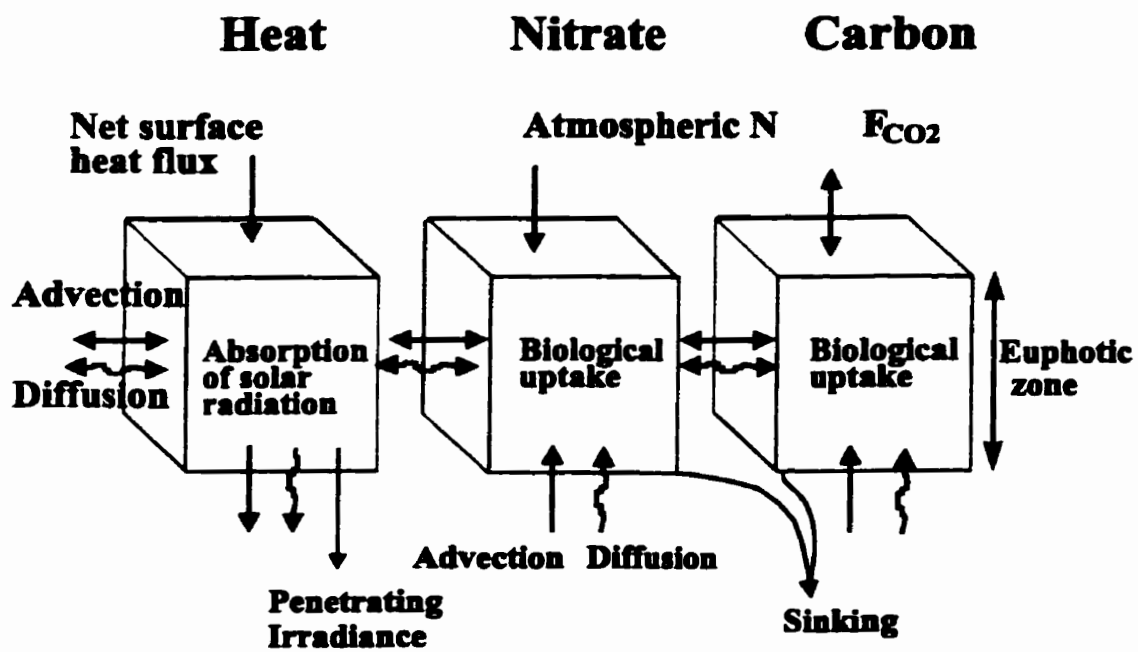 Heat
Nitrate
Carbon
Net surface
heat flux
Atmospheric N
FCO2
Advection
Diffusion
Absorption
of solar
radiation
Biological
uptake
Biological
uptake
Euphotic
zone
Advection
Diffusion
Penetrating
Irradiance
Sinking